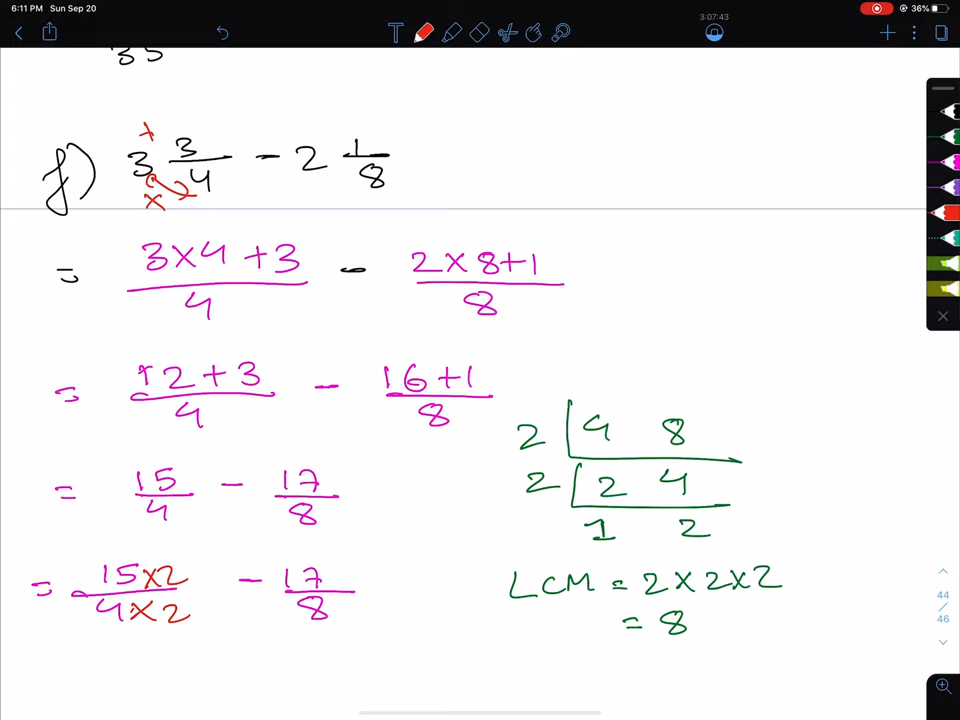 6:11 PM Sun Sep 20
36%
3:07:43
35
f) 3 3/4 - 2 1/8
= 3×4+3/4 - 2×8+1/8
= 12+3/4 - 16+1/8
= 15/4 - 17/8
= 15×2/4×2 - 17/8
2 | 4 8
2 | 2 4
1 2
LCM = 2×2×2
= 8
44
/
46